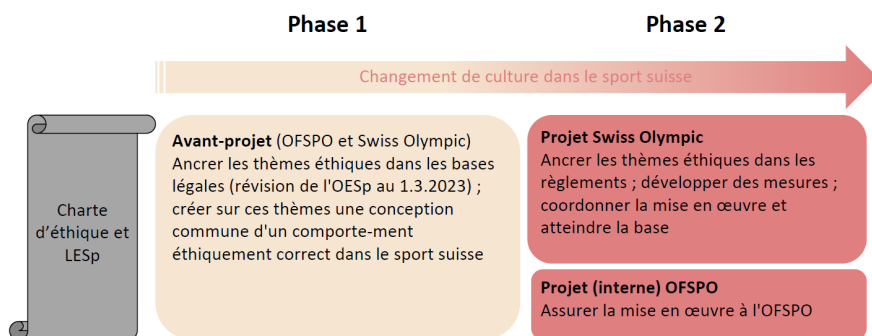 Phase 1
Phase 2
Changement de culture dans le sport suisse
Charte
d'éthique et
LESp
Avant-projet (OFSPO et Swiss Olympic)
Ancrer les thèmes éthiques dans les bases
légales (révision de l'OESp au 1.3.2023) ;
créer sur ces thèmes une conception
commune d'un comporte-ment
éthiquement correct dans le sport suisse
Projet Swiss Olympic
Ancrer les thèmes éthiques dans les
règlements ; développer des mesures ;
coordonner la mise en œuvre et
atteindre la base
Projet (interne) OFSPO
Assurer la mise en œuvre à l'OFSPO